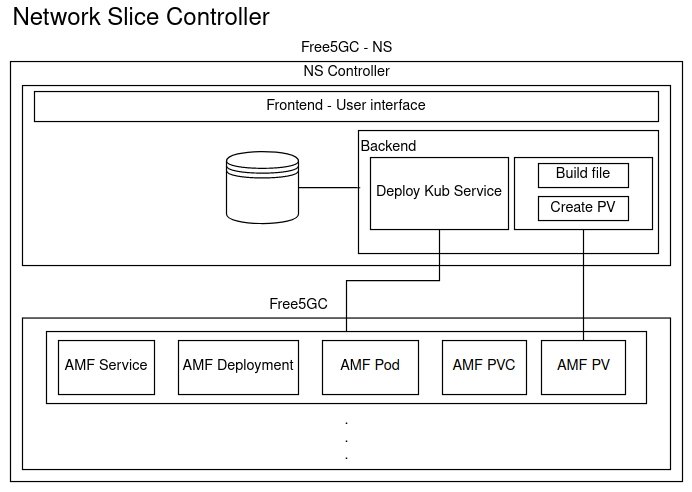 Network Slice Controller
Free5GC - NS
NS Controller
Frontend - User interface
Backend
Deploy Kub Service
Build file
Create PV
Free5GC
AMF Service
AMF Deployment
AMF Pod
AMF PVC
AMF PV
.
.
.